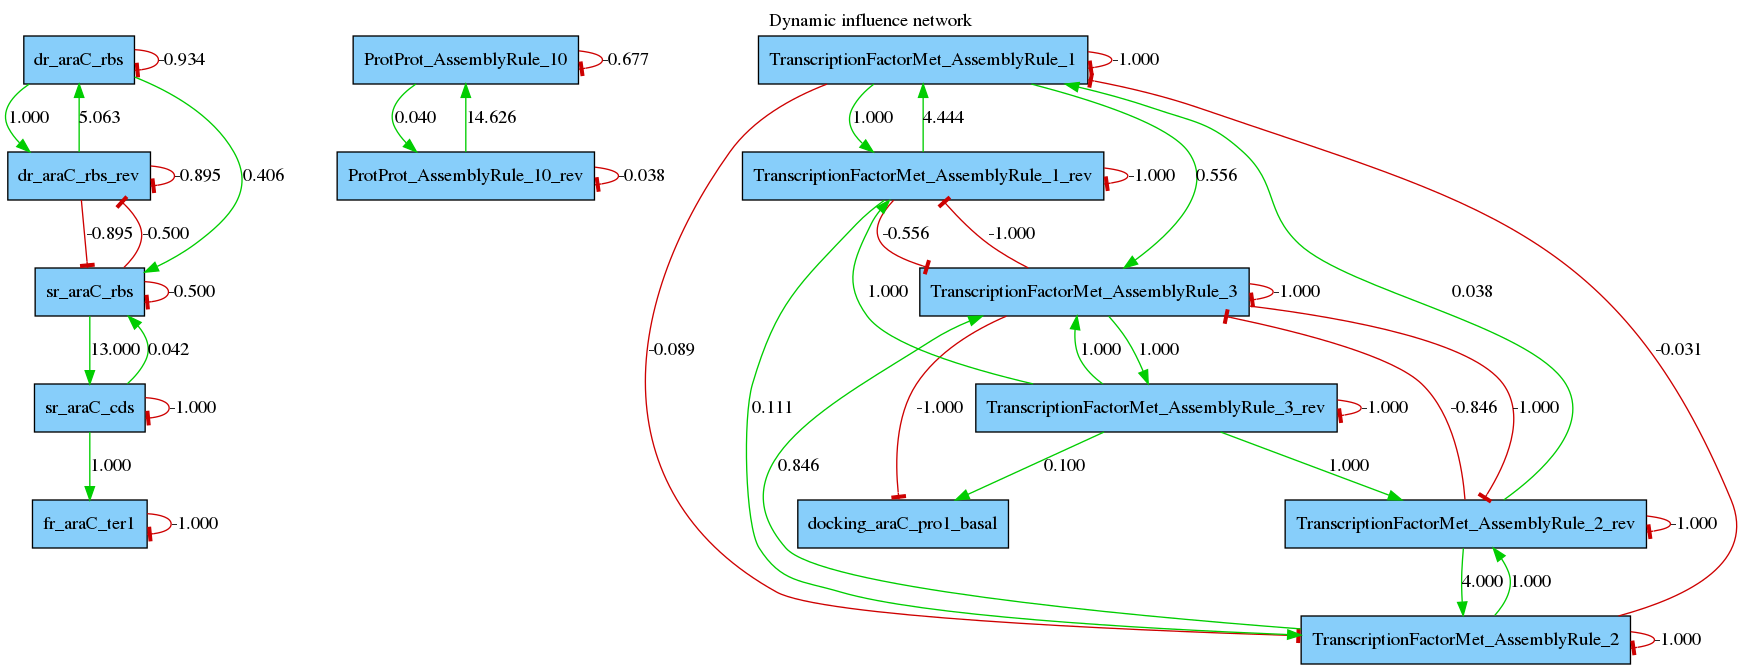 Dynamic influence network
dr_araC_rbs
-0.934
ProtProt_AssemblyRule_10
-0.677
TranscriptionFactorMet_AssemblyRule_1
-1.000
1.000
5.063
0.040
14.626
1.000
4.444
dr_araC_rbs_rev
-0.895
0.406
ProtProt_AssemblyRule_10_rev
-0.038
TranscriptionFactorMet_AssemblyRule_1_rev
-1.000
0.556
-0.895
-0.500
-0.556
-1.000
sr_araC_rbs
-0.500
1.000
TranscriptionFactorMet_AssemblyRule_3
-1.000
0.038
13.000
0.042
-0.089
1.000
1.000
-0.031
sr_araC_cds
-1.000
0.111
-1.000
TranscriptionFactorMet_AssemblyRule_3_rev
-1.000
-0.846
-1.000
1.000
0.846
0.100
1.000
fr_araC_ter1
-1.000
docking_araC_pro1_basal
TranscriptionFactorMet_AssemblyRule_2_rev
-1.000
4.000
1.000
TranscriptionFactorMet_AssemblyRule_2
-1.000